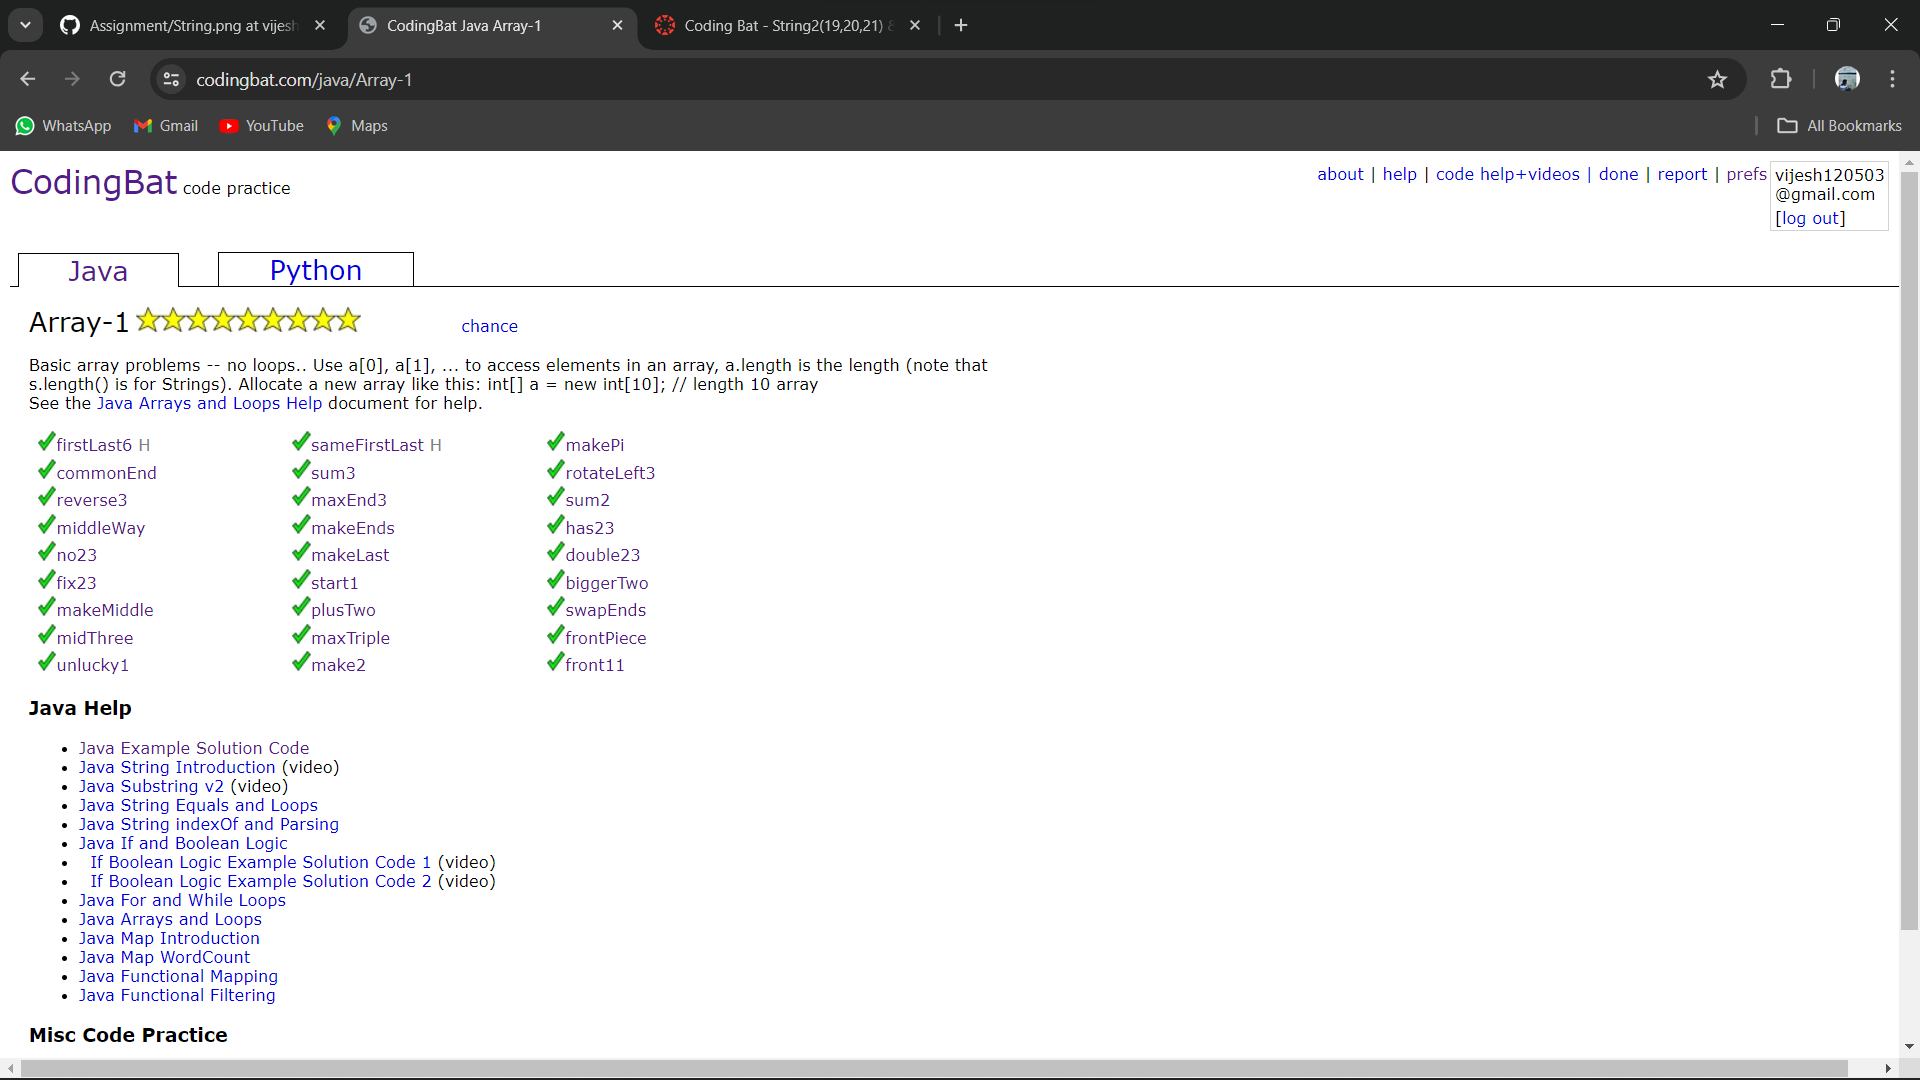 Assignment/String.png at vijesh
CodingBat Java Array-1
Coding Bat - String2(19,20,21) &
codingbat.com/java/Array-1
WhatsApp
Gmail
YouTube
Maps
All Bookmarks
CodingBat code practice
about | help | code help+videos | done | report | prefs
vijesh120503
@gmail.com
[log out]
Java
Python
Array-1
chance
Basic array problems -- no loops.. Use a[0], a[1], ... to access elements in an array, a.length is the length (note that
s.length() is for Strings). Allocate a new array like this: int[] a = new int[10]; // length 10 array
See the Java Arrays and Loops Help document for help.
firstLast6 H sameFirstLast H makePi
commonEnd sum3 rotateLeft3
reverse3 maxEnd3 sum2
middleWay makeEnds has23
no23 makeLast double23
fix23 start1 biggerTwo
makeMiddle plusTwo swapEnds
midThree maxTriple frontPiece
unlucky1 make2 front11
Java Help
• Java Example Solution Code
• Java String Introduction (video)
• Java Substring v2 (video)
• Java String Equals and Loops
• Java String indexOf and Parsing
• Java If and Boolean Logic
• If Boolean Logic Example Solution Code 1 (video)
• If Boolean Logic Example Solution Code 2 (video)
• Java For and While Loops
• Java Arrays and Loops
• Java Map Introduction
• Java Map WordCount
• Java Functional Mapping
• Java Functional Filtering
Misc Code Practice